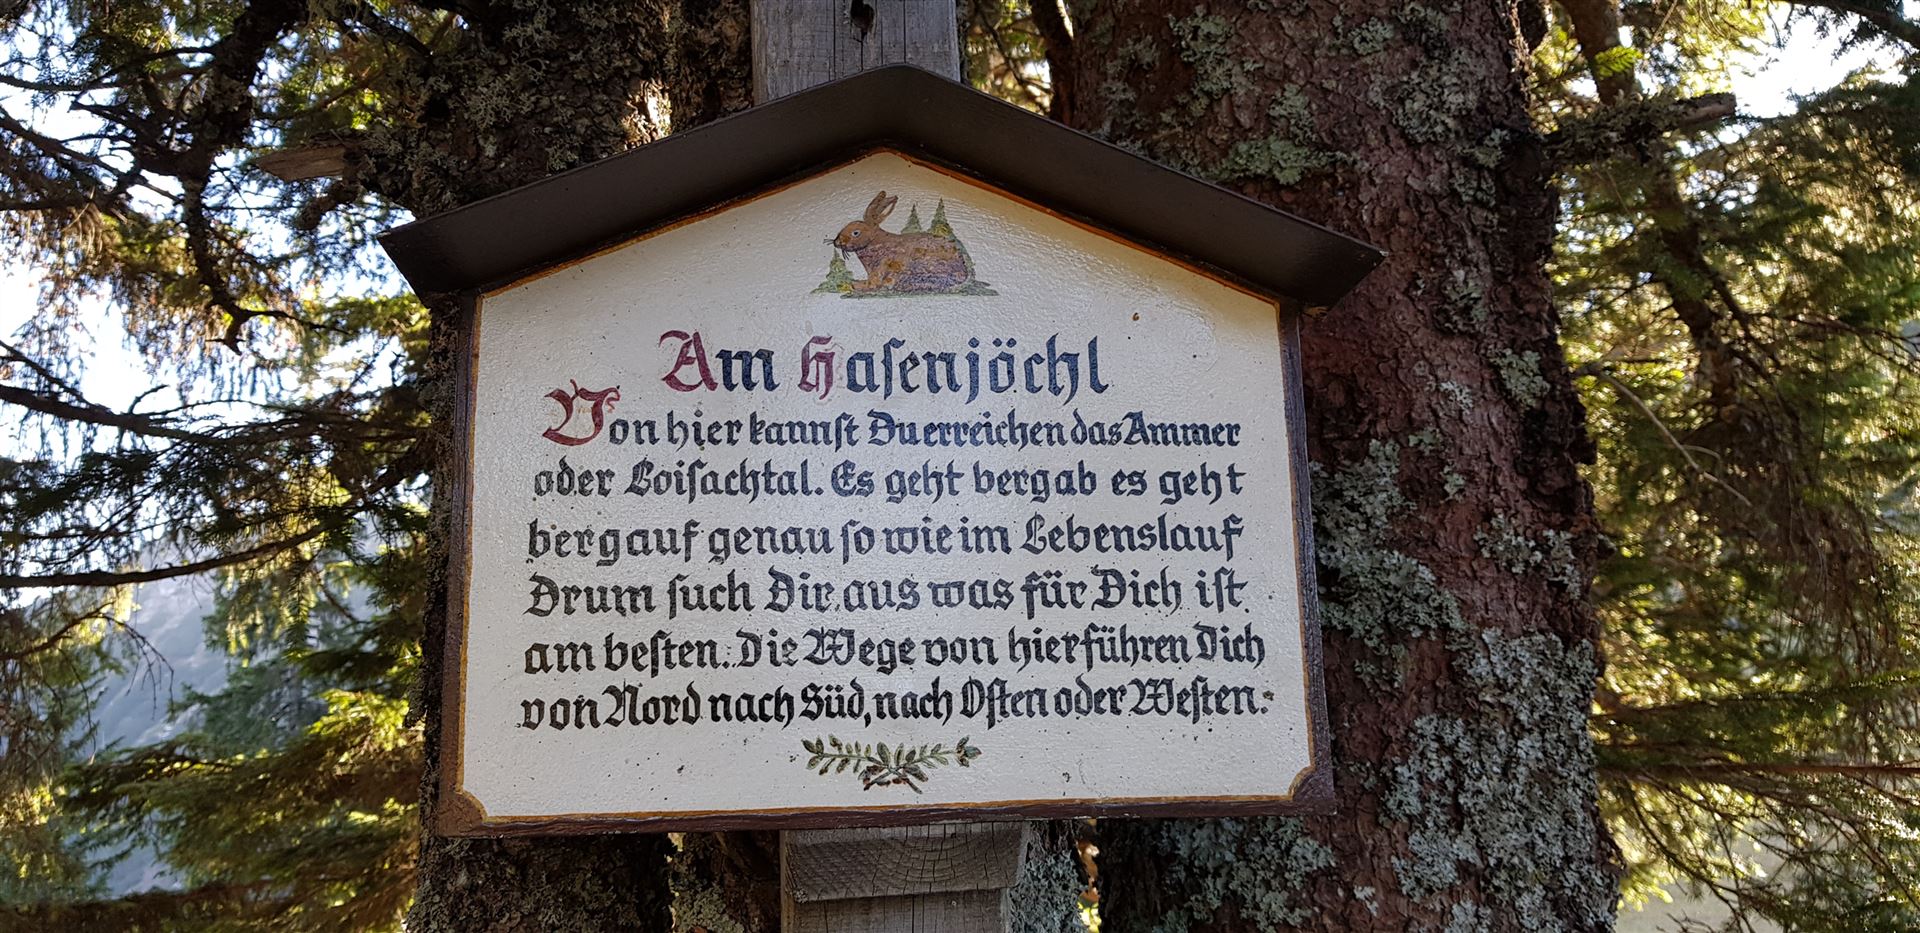 Am Hasenjöchl
Von hier kannst Du erreichen das Ammer
oder Loisachtal. Es geht bergab es geht
bergauf genau so wie im Lebenslauf
Drum such Dir aus was für Dich ist
am besten. Die Wege von hier führen Dich
von Nord nach Süd, nach Osten oder Westen.